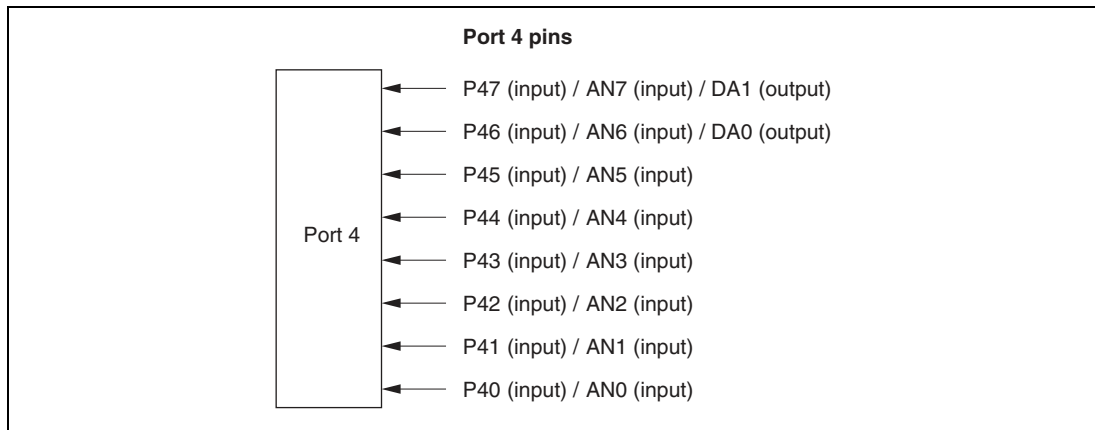 Port 4 pins
P47 (input) / AN7 (input) / DA1 (output)
P46 (input) / AN6 (input) / DA0 (output)
P45 (input) / AN5 (input)
P44 (input) / AN4 (input)
Port 4
P43 (input) / AN3 (input)
P42 (input) / AN2 (input)
P41 (input) / AN1 (input)
P40 (input) / AN0 (input)